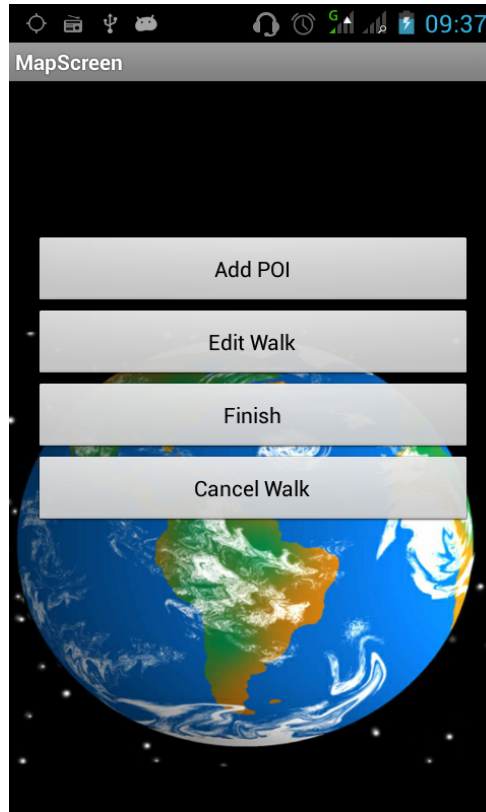 G
09:37
MapScreen
Add POI
Edit Walk
Finish
Cancel Walk